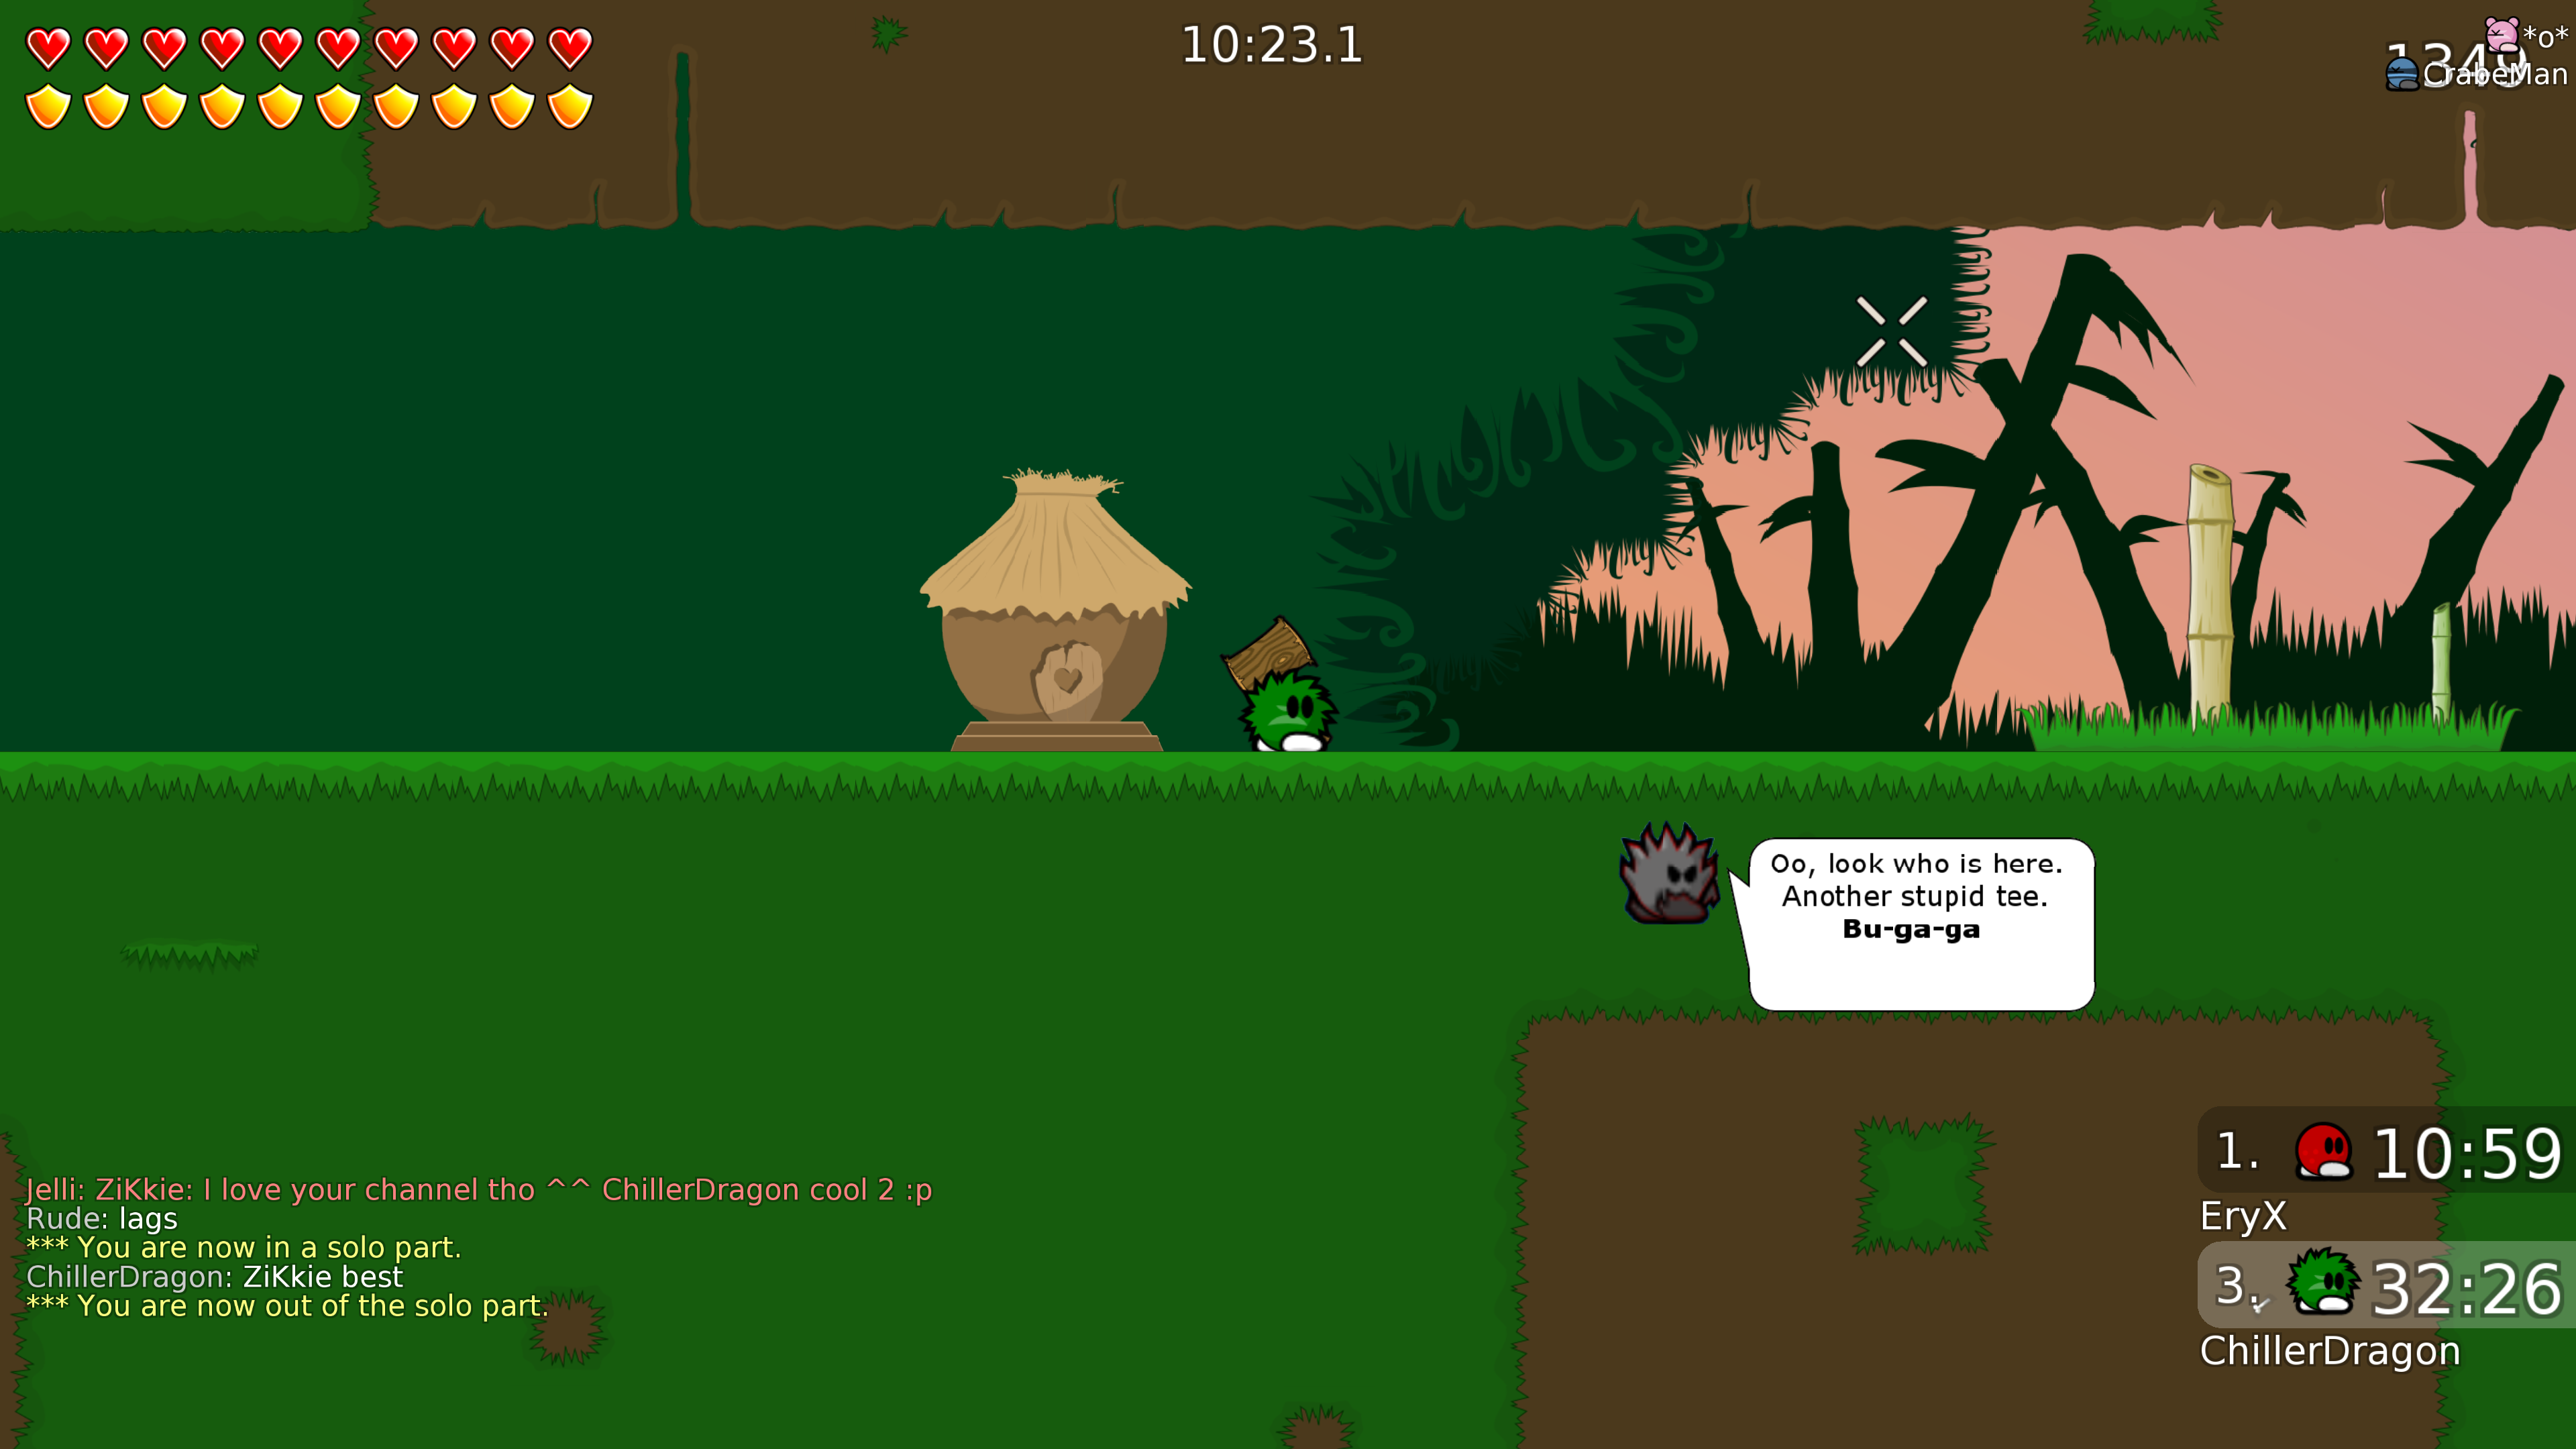 10:23.1
*o*
1349
CrabeMan
Oo, look who is here.
Another stupid tee.
Bu-ga-ga
Jelli: ZiKkie: I love your channel tho ^^ ChillerDragon cool 2 :p
Rude: lags
*** You are now in a solo part.
ChillerDragon: ZiKkie best
*** You are now out of the solo part.
1. 10:59
EryX
3. 32:26
ChillerDragon